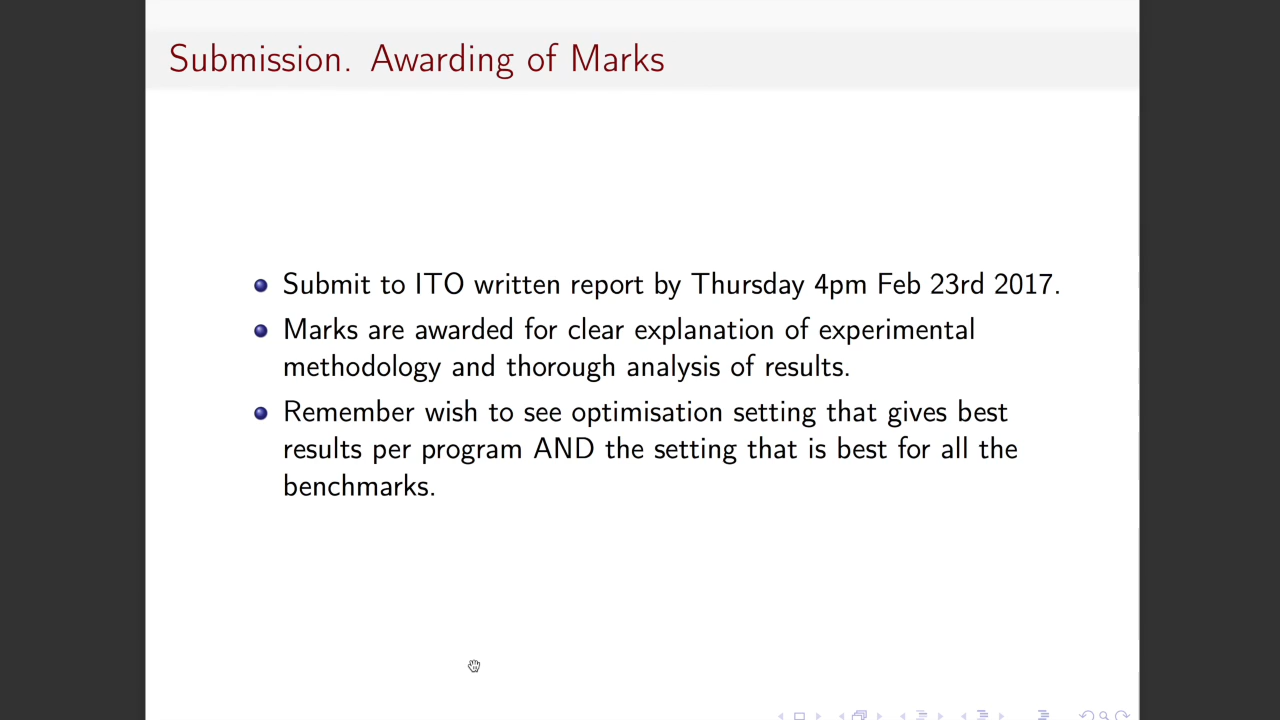 Submission. Awarding of Marks
Submit to ITO written report by Thursday 4pm Feb 23rd 2017.
Marks are awarded for clear explanation of experimental
methodology and thorough analysis of results.
Remember wish to see optimisation setting that gives best
results per program AND the setting that is best for all the
benchmarks.